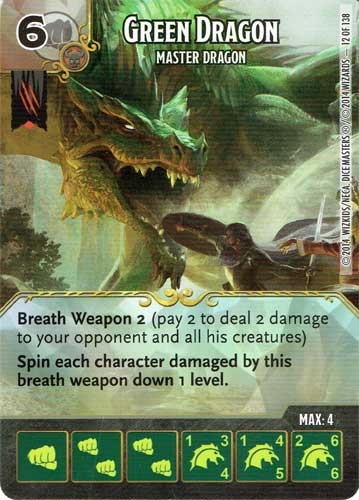 6
GREEN DRAGON
MASTER DRAGON
©2014 WIZKIDS/NECA. DICEMASTERS®/©2014 WIZARDS. — 12 OF 138
Breath Weapon 2 (pay 2 to deal 2 damage
to your opponent and all his creatures)
Spin each character damaged by this
breath weapon down 1 level.
MAX: 4
1 3 4
1 4 5
2 6 6